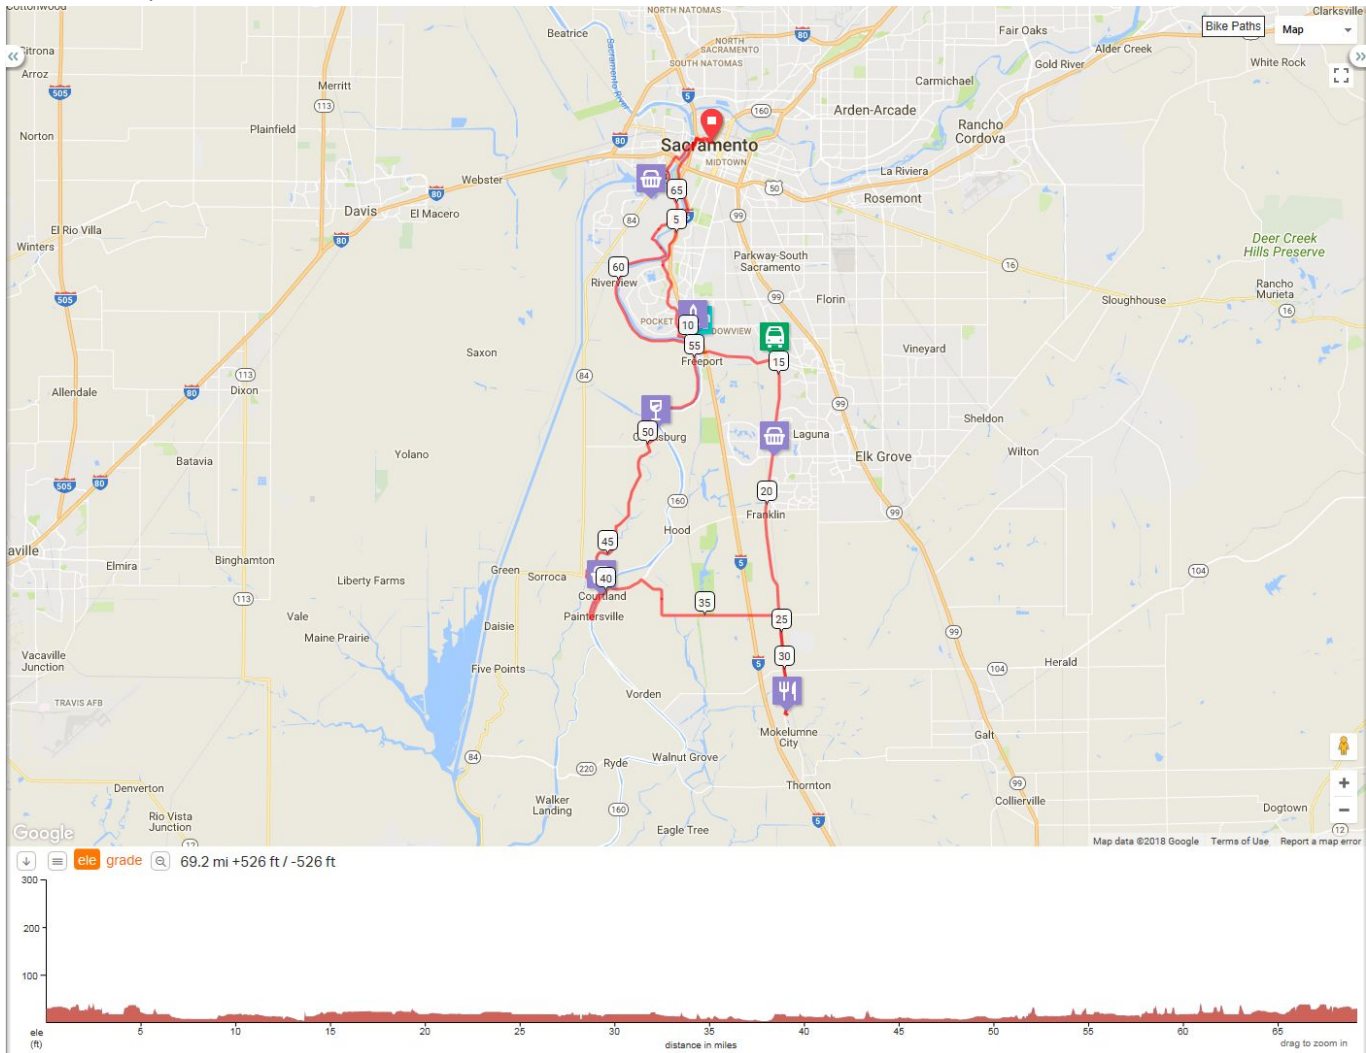 Clarksville
NORTH NATOMAS
Beatrice
80
Fair Oaks
Bike Paths
Map
NORTH
SACRAMENTO
Alder Creek
Citrona
SOUTH NATOMAS
Gold River
White Rock
Arroz
Merritt
Sacramento River
5
Carmichael
505
113
160
Arden-Arcade
Rancho
Cordova
Norton
Plainfield
80
Sacramento
MIDTOWN
Webster
La Riviera
80
65
50
Rosemont
Davis
El Macero
84
5
99
El Rio Villa
Winters
80
Deer Creek
Hills Preserve
Parkway-South
Sacramento
60
16
Riverview
Rancho
Murieta
505
99
Florin
Sloughhouse
16
POCKET
10
Saxon
55
Vineyard
Freeport
15
113
84
Allendale
80
Dixon
99
Sheldon
50
Laguna
Batavia
Yolano
Elk Grove
Wilton
505
80
20
160
Franklin
99
Hood
45
Binghamton
5
Elmira
Green
Sorroca
40
104
Liberty Farms
Courtland
113
35
Vale
Paintersville
25
Daisie
Maine Prairie
99
Vacaville
Junction
30
5
104
Herald
Five Points
Vorden
TRAVIS AFB
Mokelumne
City
Galt
84
Walnut Grove
220
Ryde
Thornton
99
Denverton
Walker
Landing
160
Collierville
Dogtown
Rio Vista
Junction
5
Eagle Tree
12
Google
12
Map data ©2018 Google
Terms of Use
Report a map error
ele
grade
69.2 mi +526 ft / -526 ft
300
200
100
ele
(ft)
5
10
15
20
25
30
35
40
45
50
55
60
65
distance in miles
drag to zoom in